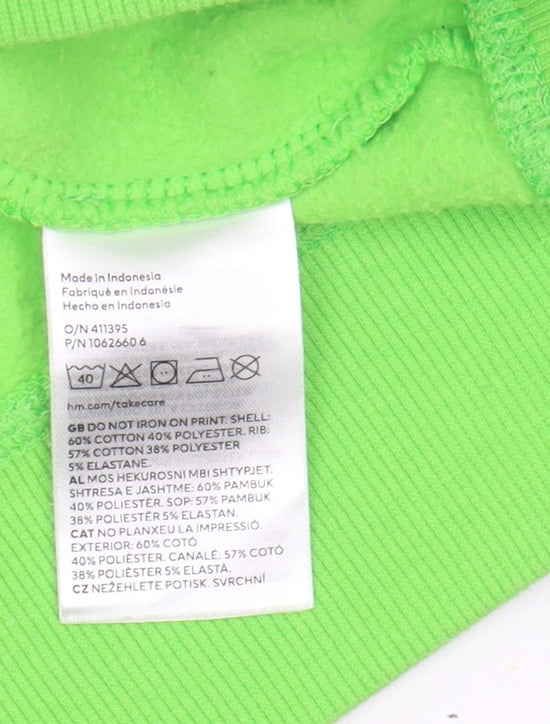 Made in Indonesia
Fabriqué en Indonésie
Hecho en Indonesia
O/N 411395
P/N 1062660 6
40
hm.com/takecare
GB DO NOT IRON ON PRINT. SHELL:
60% COTTON 40% POLYESTER. RIB:
57% COTTON 38% POLYESTER
5% ELASTANE.
AL MOS HEKUROSNI MBI SHTYPJET.
SHTRESA E JASHTME: 60% PAMBUK
40% POLIESTËR. SOP: 57% PAMBUK
38% POLIESTËR 5% ELASTAN.
CAT NO PLANXEU LA IMPRESSIÓ.
EXTERIOR: 60% COTÓ
40% POLIÈSTER. CANALÉ: 57% COTÓ
38% POLIÈSTER 5% ELASTÀ.
CZ NEŽEHLETE POTISK. SVRCHNÍ